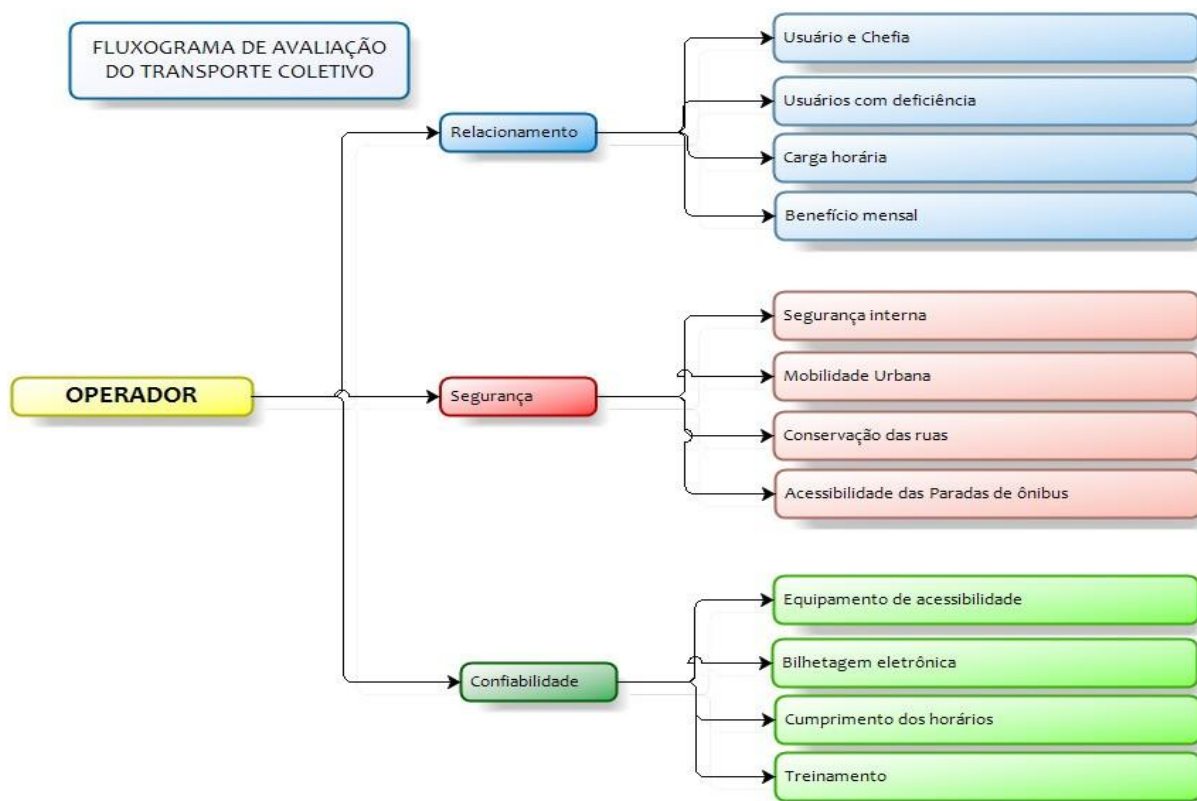 FLUXOGRAMA DE AVALIAÇÃO
DO TRANSPORTE COLETIVO
OPERADOR
Relacionamento
Usuário e Chefia
Usuários com deficiência
Carga horária
Benefício mensal
Segurança
Segurança interna
Mobilidade Urbana
Conservação das ruas
Acessibilidade das Paradas de ônibus
Confiabilidade
Equipamento de acessibilidade
Bilhetagem eletrônica
Cumprimento dos horários
Treinamento